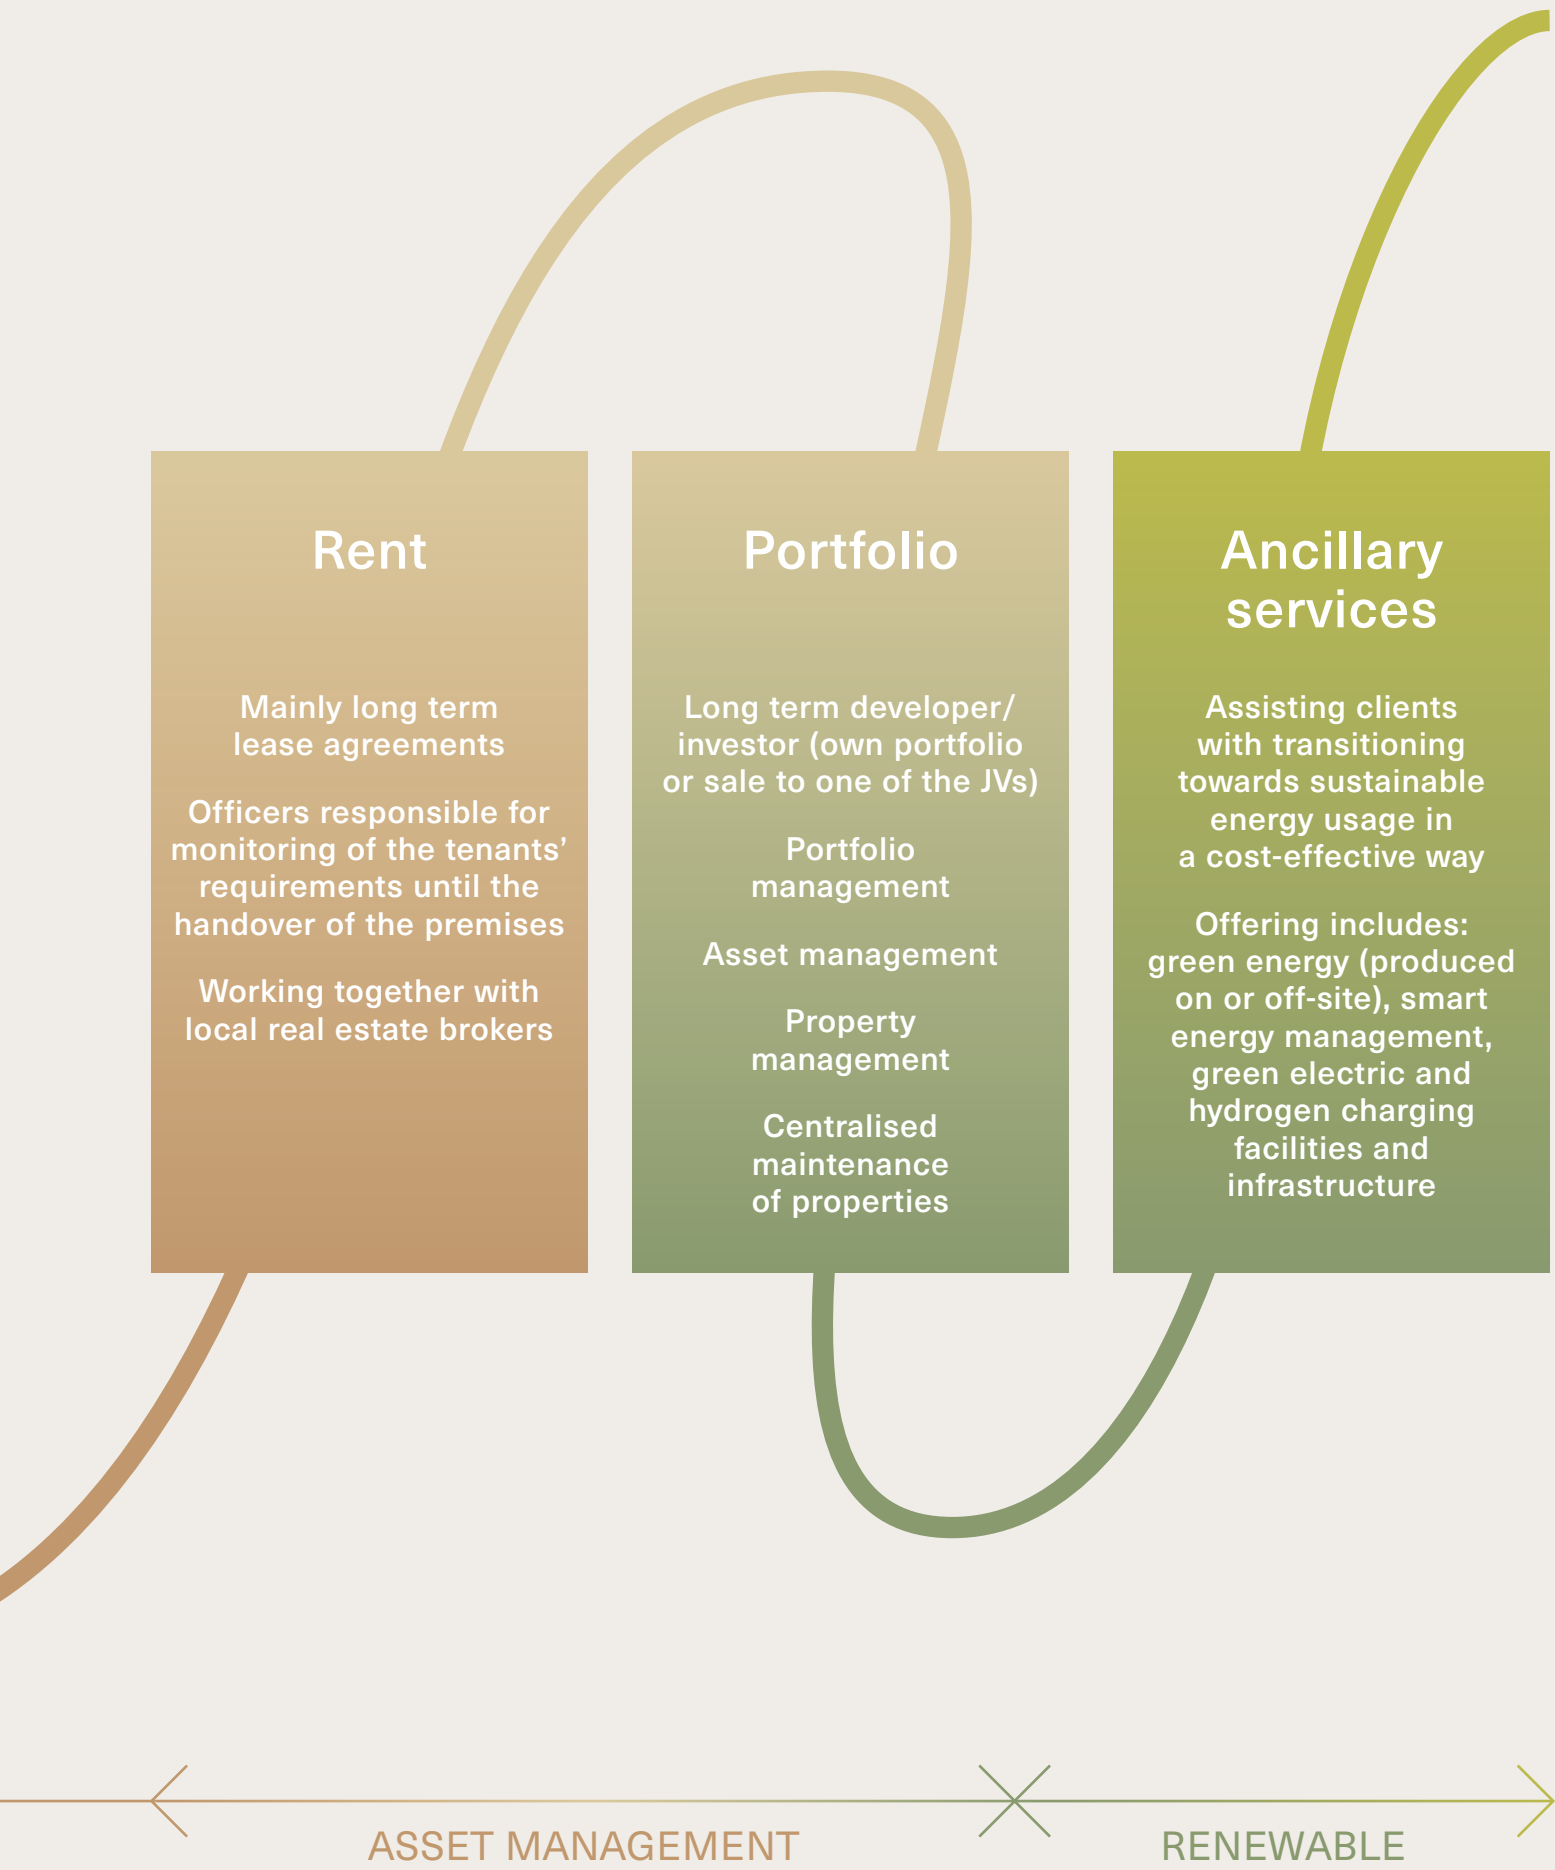 Rent
Mainly long term
lease agreements
Officers responsible for
monitoring of the tenants’
requirements until the
handover of the premises
Working together with
local real estate brokers
Portfolio
Long term developer/
investor (own portfolio
or sale to one of the JVs)
Portfolio
management
Asset management
Property
management
Centralised
maintenance
of properties
Ancillary
services
Assisting clients
with transitioning
towards sustainable
energy usage in
a cost-effective way
Offering includes:
green energy (produced
on or off-site), smart
energy management,
green electric and
hydrogen charging
facilities and
infrastructure
ASSET MANAGEMENT
RENEWABLE